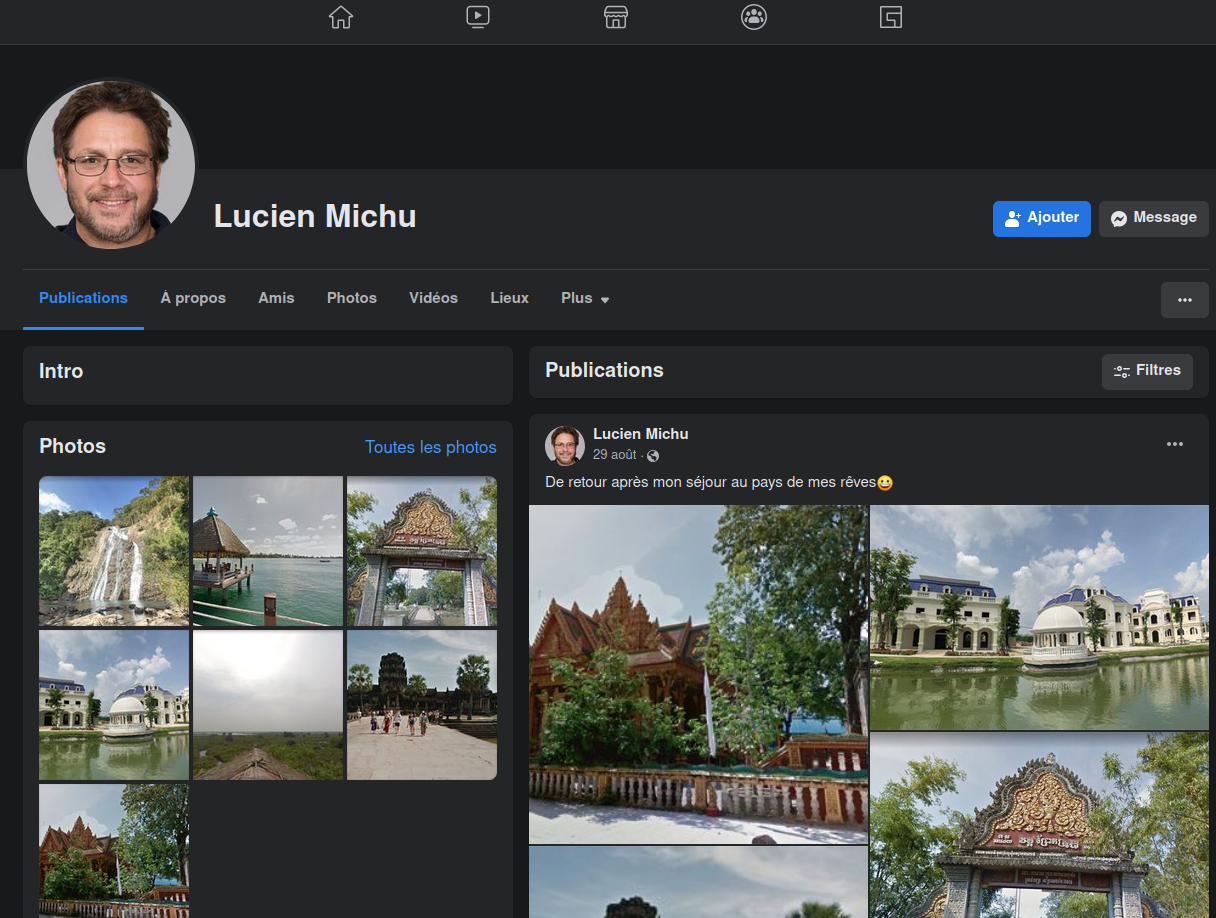 Lucien Michu
Ajouter
Message
Publications
À propos
Amis
Photos
Vidéos
Lieux
Plus
Intro
Photos
Toutes les photos
Publications
Filtres
Lucien Michu
29 août ·
De retour après mon séjour au pays de mes rêves😀